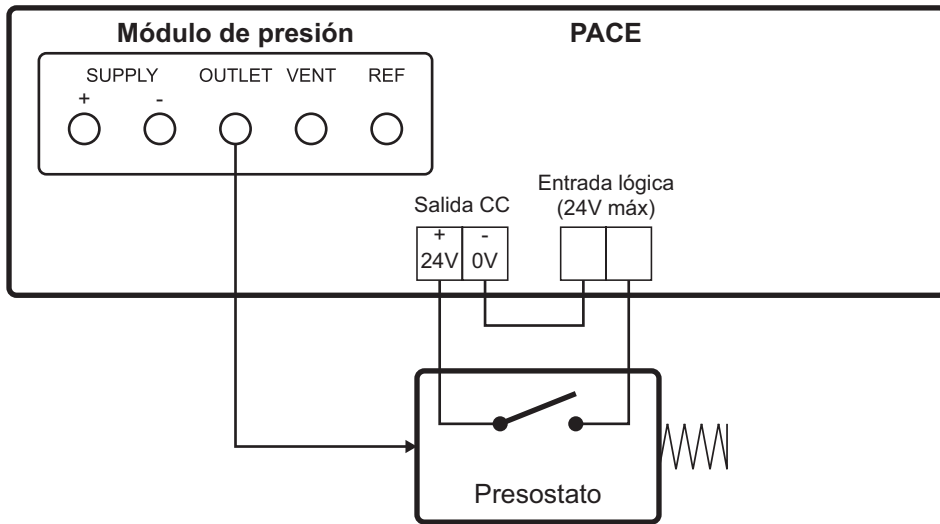 Módulo de presión
PACE
SUPPLY OUTLET VENT REF
+ -
Salida CC
Entrada lógica
(24V máx)
+ -
24V 0V
Presostato